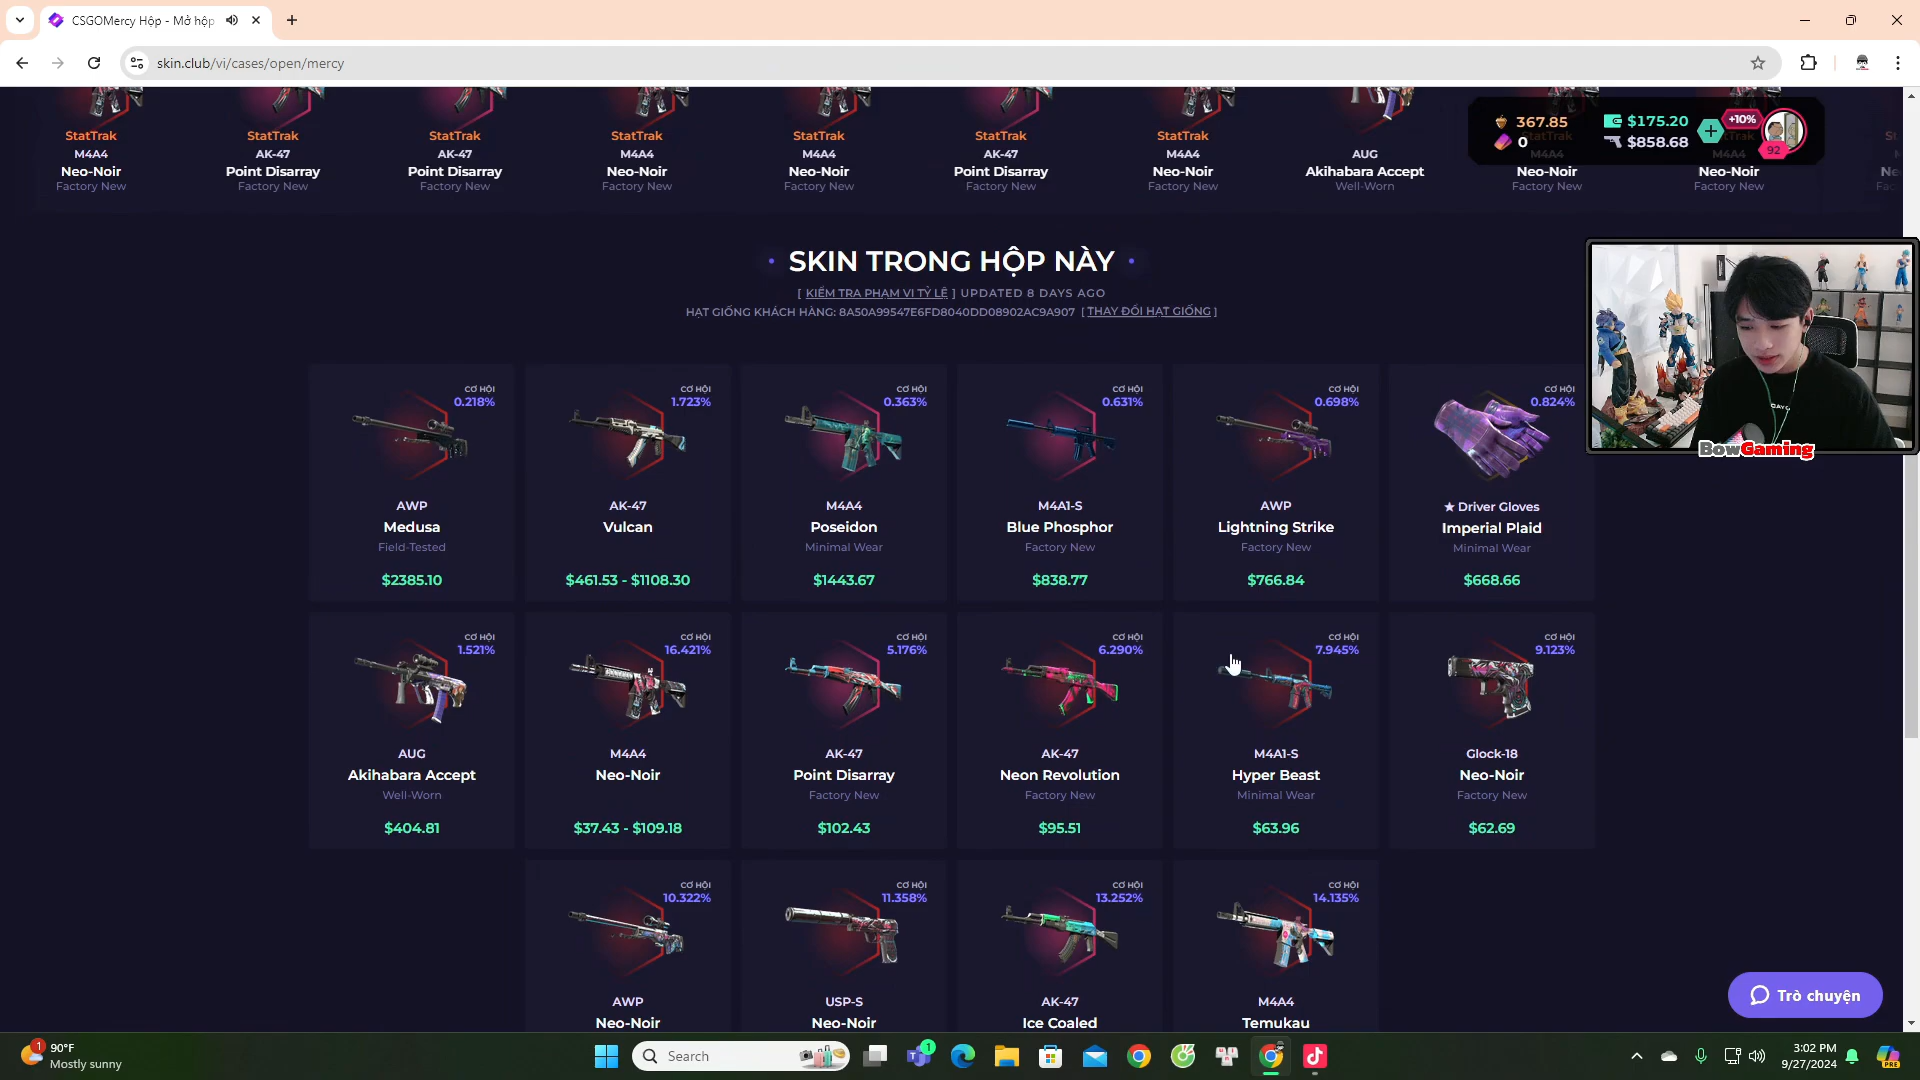 CSGOMercy Hộp - Mở hộp
skin.club/vi/cases/open/mercy
StatTrak
M4A4
Neo-Noir
Factory New
StatTrak
AK-47
Point Disarray
Factory New
StatTrak
AK-47
Point Disarray
Factory New
StatTrak
M4A4
Neo-Noir
Factory New
StatTrak
M4A4
Neo-Noir
Factory New
StatTrak
AK-47
Point Disarray
Factory New
StatTrak
M4A4
Neo-Noir
Factory New
AUG
Akihabara Accept
Well-Worn
StatTrak
M4A4
Neo-Noir
Factory New
StatTrak
M4A4
Neo-Noir
Factory New
367.85
0
$175.20
$858.68
+10%
92
SKIN TRONG HỘP NÀY
[ KIỂM TRA PHẠM VI TỶ LỆ ] UPDATED 8 DAYS AGO
HẠT GIỐNG KHÁCH HÀNG: 8A50A99547E6FD8040DD08902AC9A907 [ THAY ĐỔI HẠT GIỐNG ]
CƠ HỘI
0.218%
AWP
Medusa
Field-Tested
$2385.10
CƠ HỘI
1.723%
AK-47
Vulcan
$461.53 - $1108.30
CƠ HỘI
0.363%
M4A4
Poseidon
Minimal Wear
$1443.67
CƠ HỘI
0.631%
M4A1-S
Blue Phosphor
Factory New
$838.77
CƠ HỘI
0.698%
AWP
Lightning Strike
Factory New
$766.84
CƠ HỘI
0.824%
★ Driver Gloves
Imperial Plaid
Minimal Wear
$668.66
BowGaming
CƠ HỘI
1.521%
AUG
Akihabara Accept
Well-Worn
$404.81
CƠ HỘI
16.421%
M4A4
Neo-Noir
$37.43 - $109.18
CƠ HỘI
5.176%
AK-47
Point Disarray
Factory New
$102.43
CƠ HỘI
6.290%
AK-47
Neon Revolution
Factory New
$95.51
CƠ HỘI
7.945%
M4A1-S
Hyper Beast
Minimal Wear
$63.96
CƠ HỘI
9.123%
Glock-18
Neo-Noir
Factory New
$62.69
CƠ HỘI
10.322%
AWP
Neo-Noir
CƠ HỘI
11.358%
USP-S
Neo-Noir
CƠ HỘI
13.252%
AK-47
Ice Coaled
CƠ HỘI
14.135%
M4A4
Temukau
Trò chuyện
1
90°F
Mostly sunny
Search
1
3:02 PM
9/27/2024
PRE